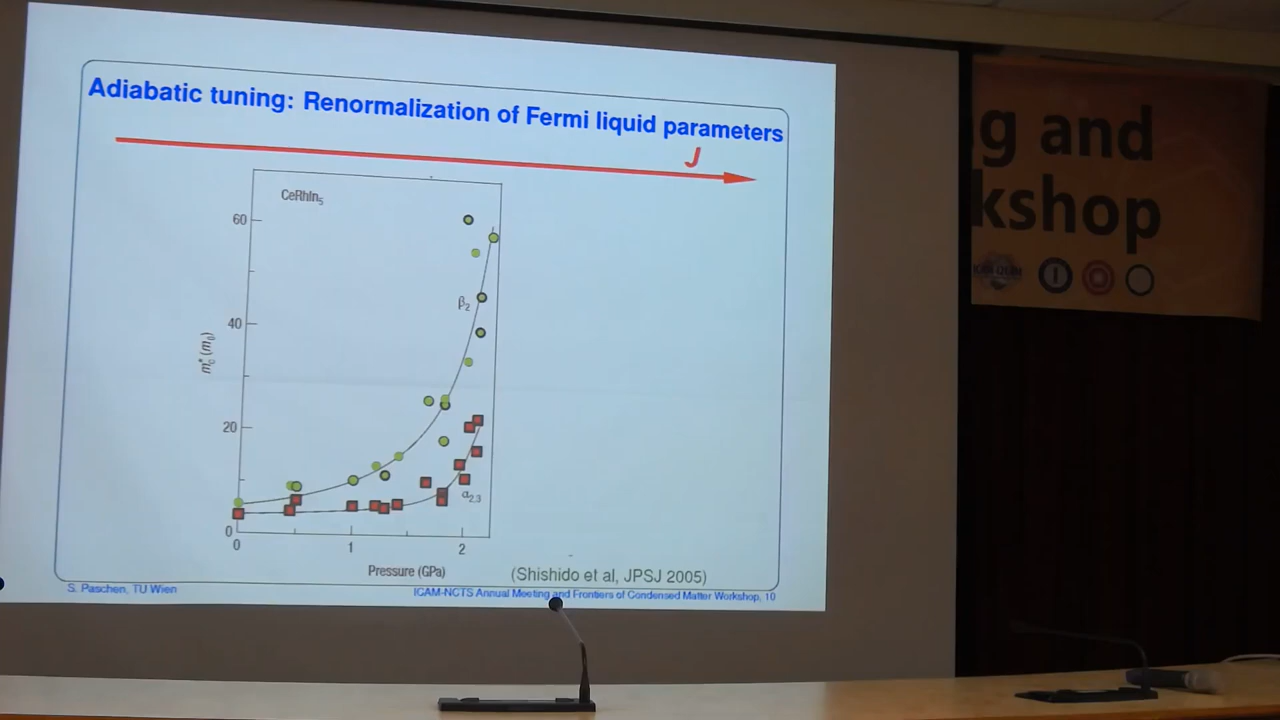 Adiabatic tuning: Renormalization of Fermi liquid parameters
J
CeRhIn₅
60
40
20
0
m*c (m0)
β₂
α₂,₃
0
1
2
Pressure (GPa)
(Shishido et al, JPSJ 2005)
S. Paschen, TU Wien
ICAM-NCTS Annual Meeting and Frontiers of Condensed Matter Workshop, 10
g and
kshop